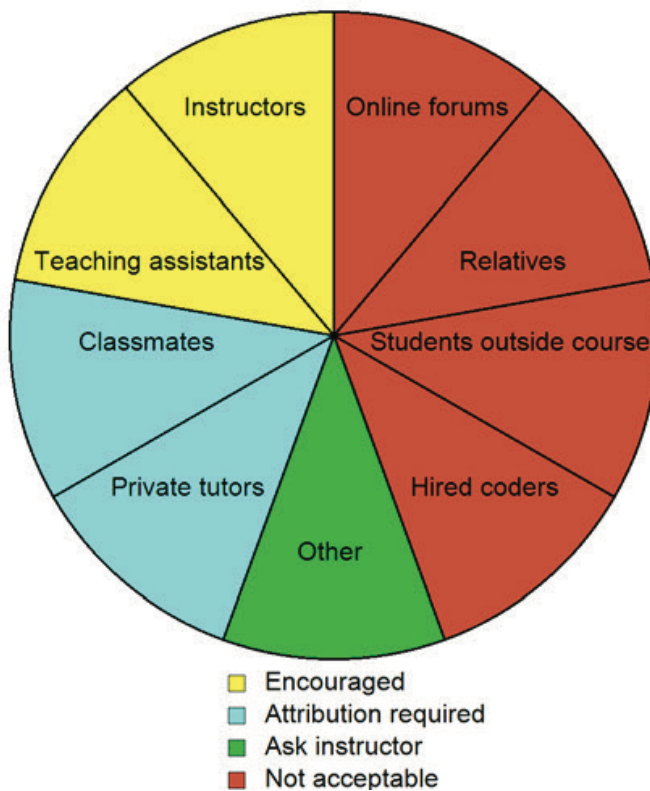 Instructors
Online forums
Teaching assistants
Relatives
Classmates
Students outside course
Private tutors
Hired coders
Other
Encouraged
Attribution required
Ask instructor
Not acceptable